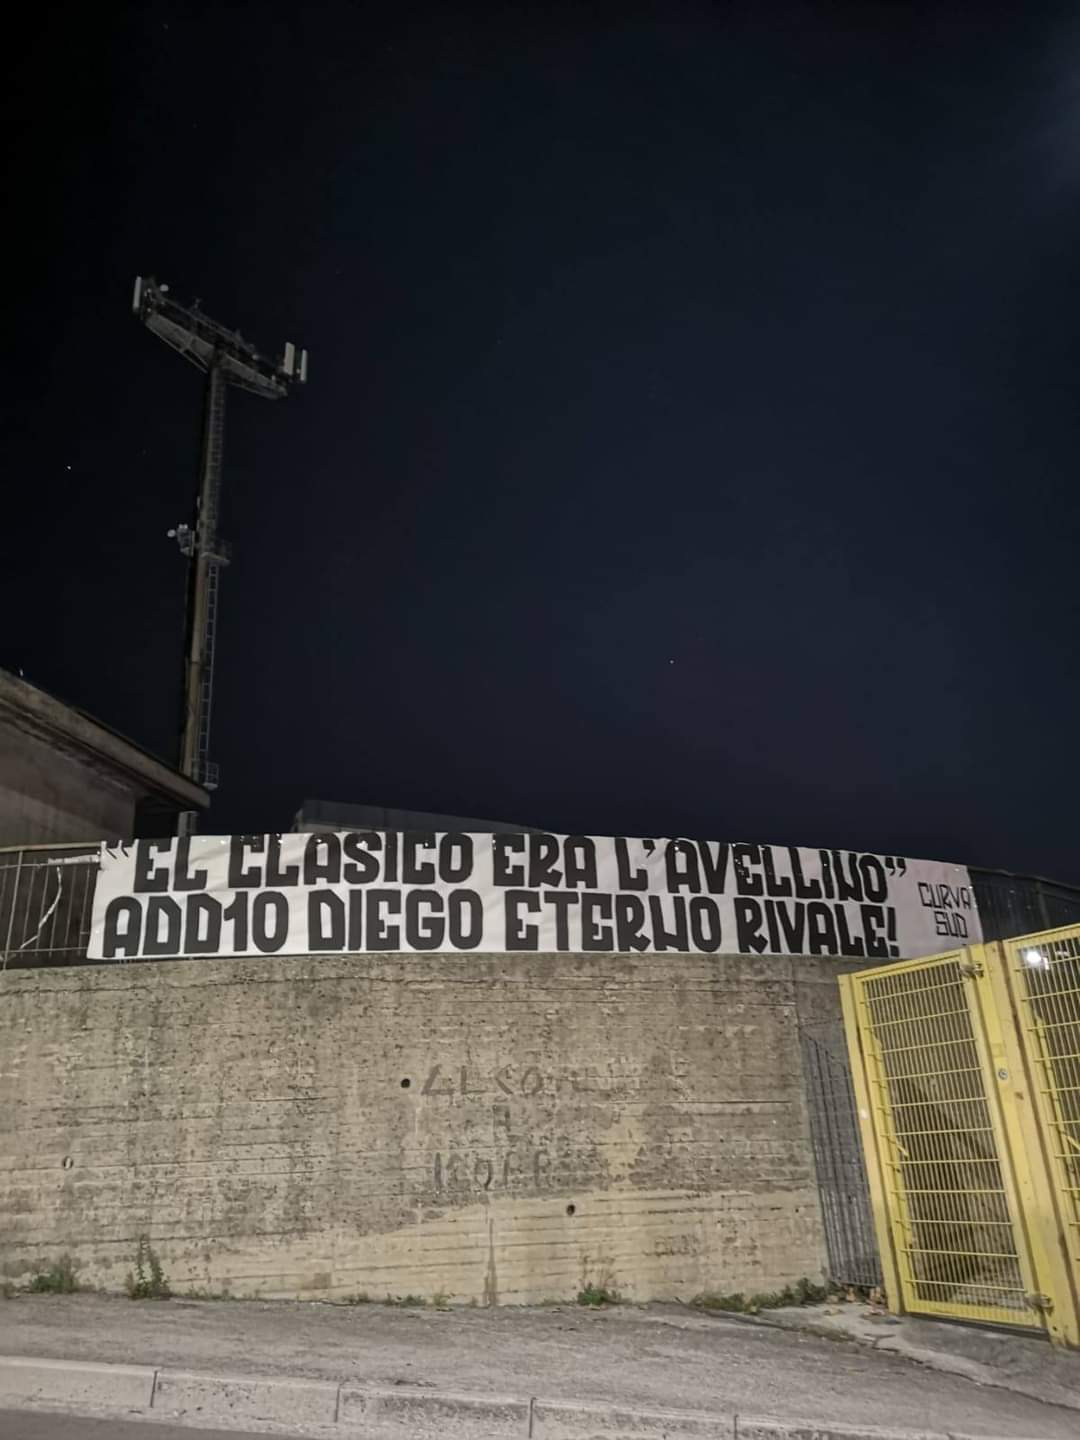 "EL CLASICO ERA L'AVELLINO"
ADD10 DIEGO ETERNO RIVALE!
CURVA
SUD